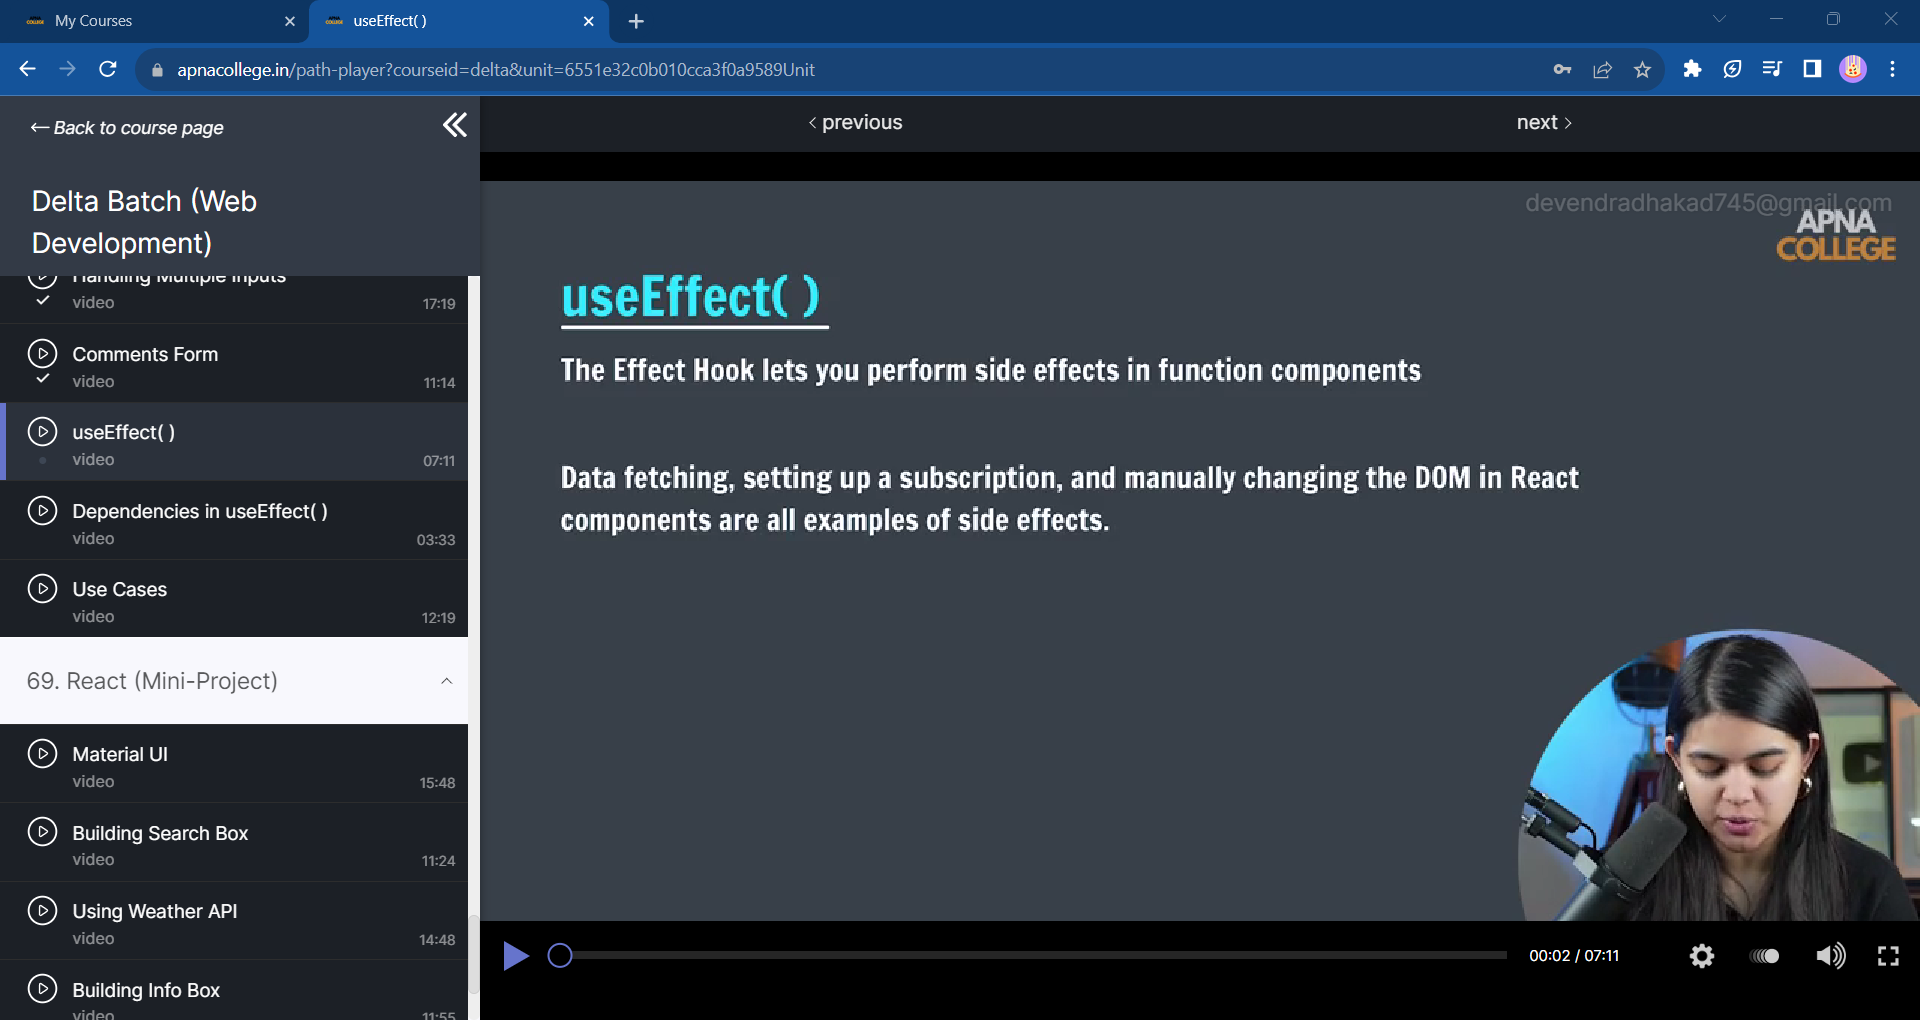 My Courses
useEffect( )
apnacollege.in/path-player?courseid=delta&unit=6551e32c0b010cca3f0a9589Unit
← Back to course page
‹ previous
next ›
Delta Batch (Web
Development)
Handling Multiple Inputs
video
17:19
Comments Form
video
11:14
useEffect( )
video
07:11
Dependencies in useEffect( )
video
03:33
Use Cases
video
12:19
69. React (Mini-Project)
Material UI
video
15:48
Building Search Box
video
11:24
Using Weather API
video
14:48
Building Info Box
video
11:55
devendradhakad745@gmail.com
APNA
COLLEGE
useEffect( )
The Effect Hook lets you perform side effects in function components
Data fetching, setting up a subscription, and manually changing the DOM in React
components are all examples of side effects.
00:02 / 07:11